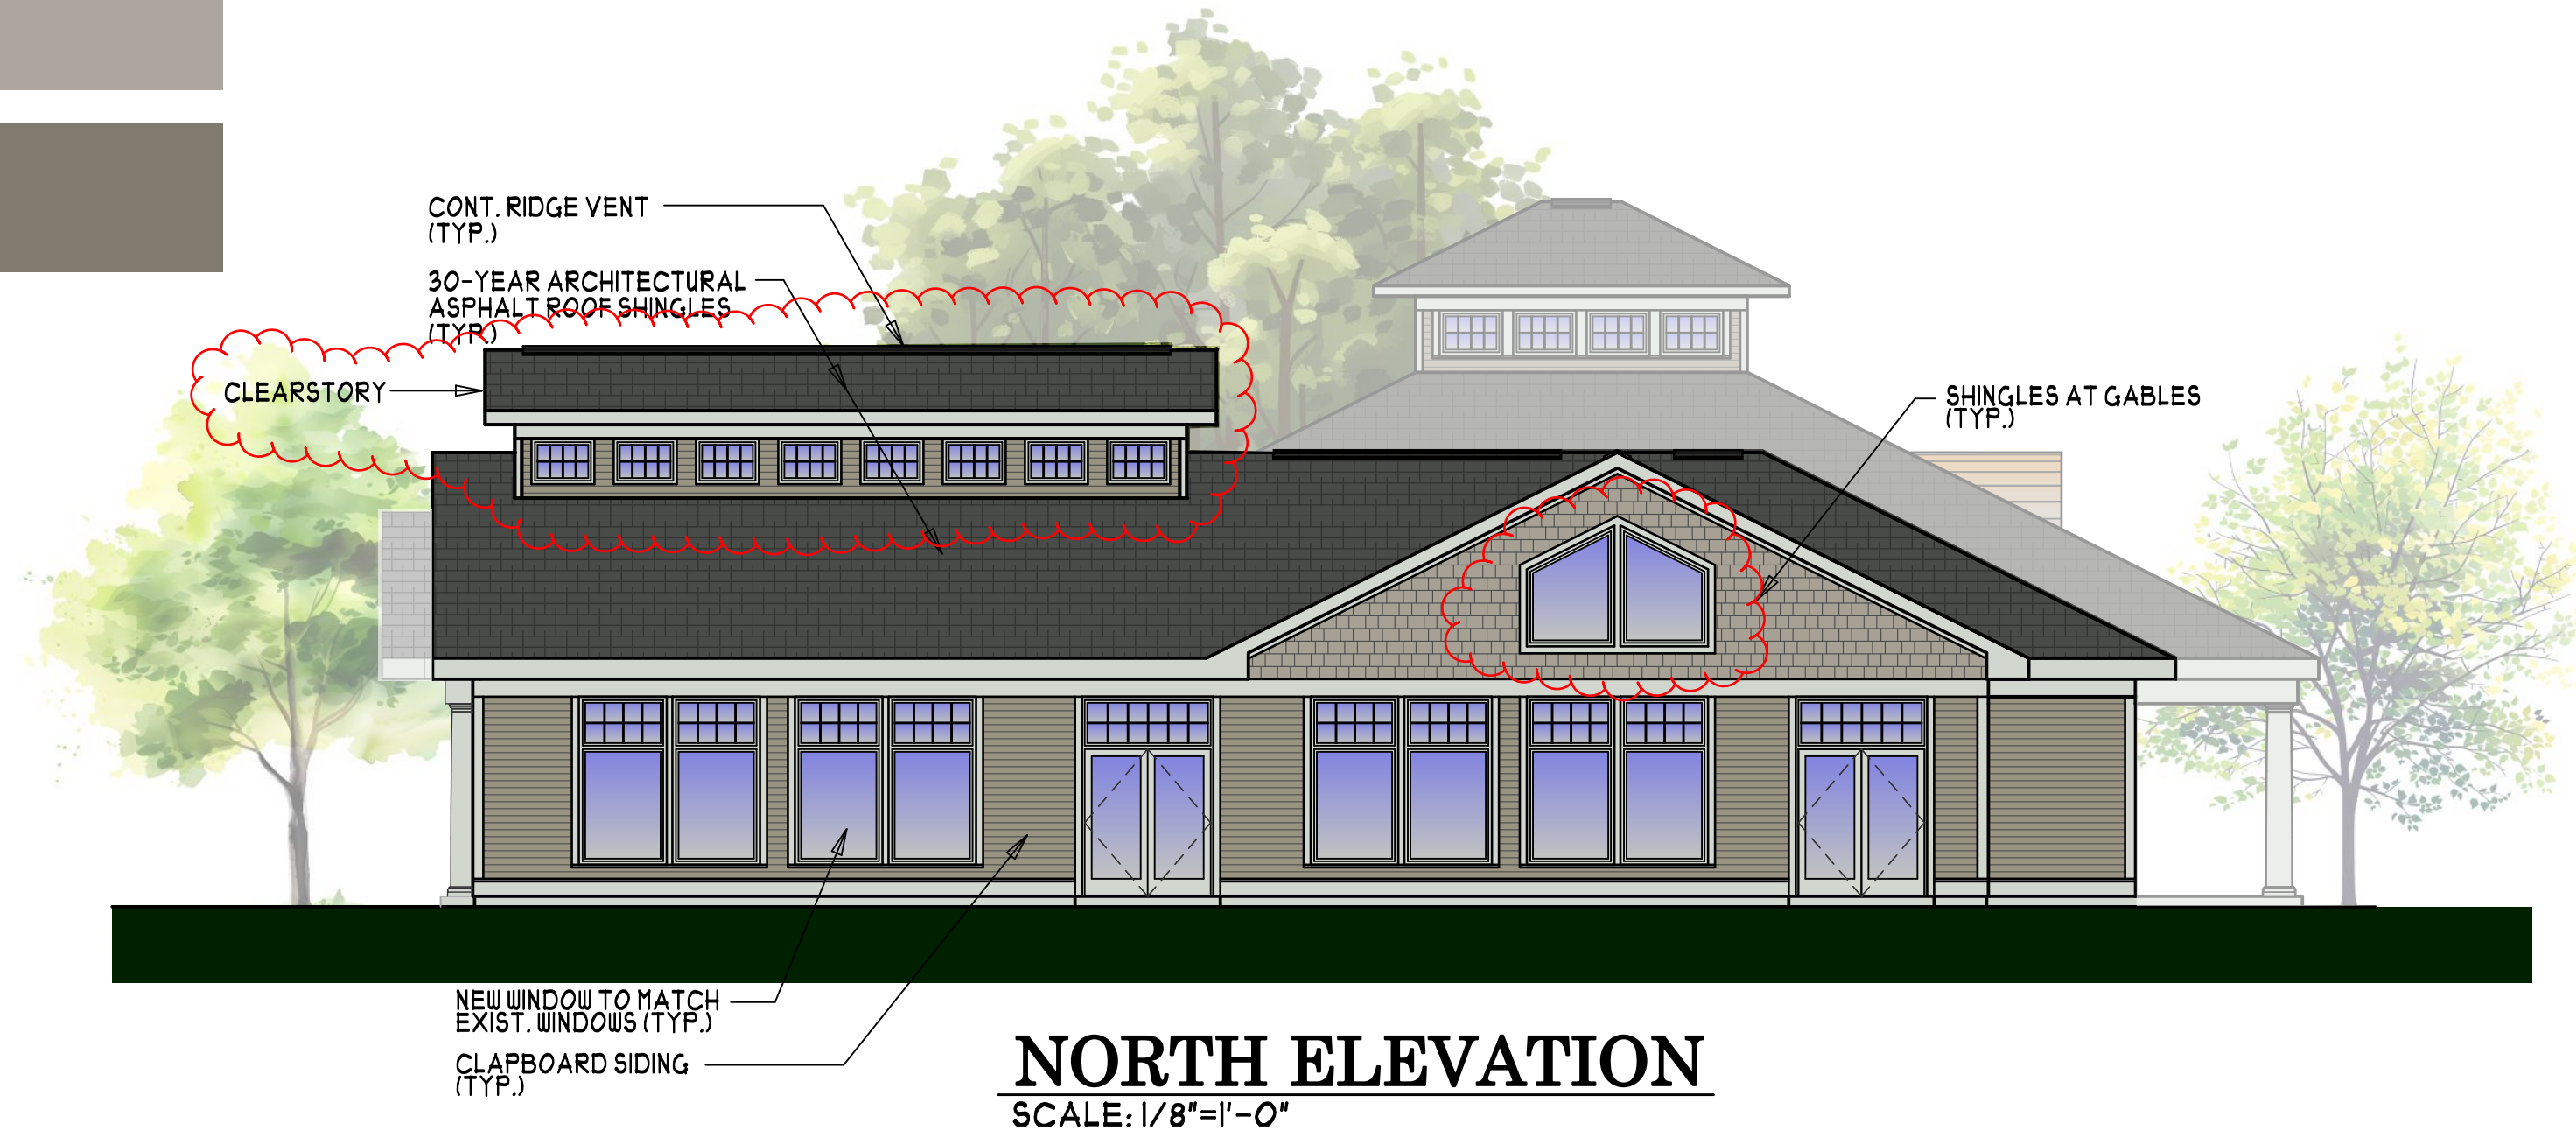 CONT. RIDGE VENT
(TYP.)
30-YEAR ARCHITECTURAL
ASPHALT ROOF SHINGLES
(TYP.)
CLEARSTORY
SHINGLES AT GABLES
(TYP.)
NEW WINDOW TO MATCH
EXIST. WINDOWS (TYP.)
CLAPBOARD SIDING
(TYP.)
NORTH ELEVATION
SCALE: 1/8"=1'-0"